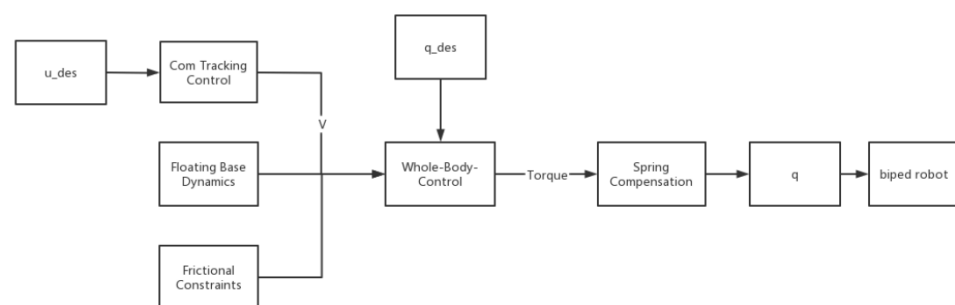 q_des
u_des
Com Tracking
Control
V
Floating Base
Dynamics
Whole-Body-
Control
Torque
Spring
Compensation
q
biped robot
Frictional
Constraints